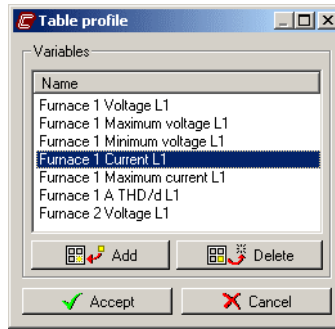 Table profile
Variables
Name
Furnace 1 Voltage L1
Furnace 1 Maximum voltage L1
Furnace 1 Minimum voltage L1
Furnace 1 Current L1
Furnace 1 Maximum current L1
Furnace 1 A THD/d L1
Furnace 2 Voltage L1
Add Delete
Accept Cancel